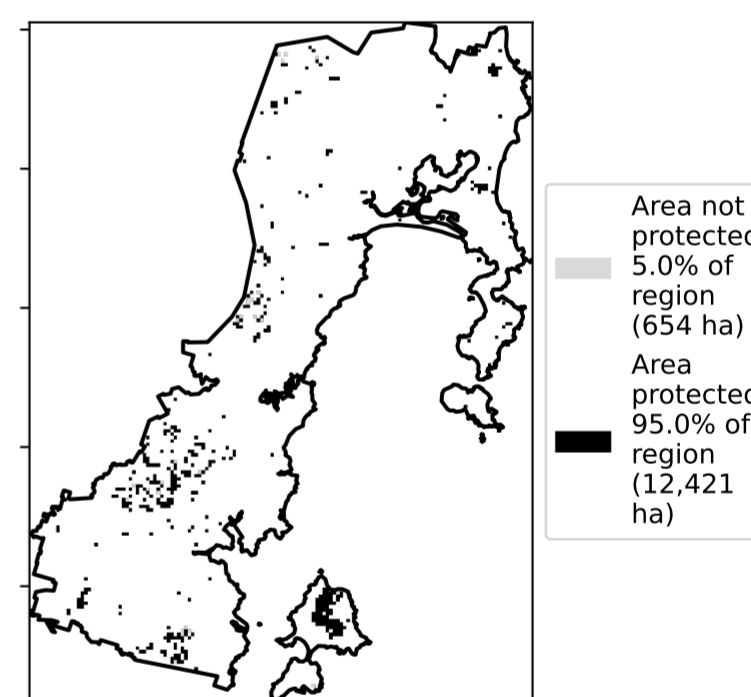 Area not
protected
5.0% of
region
(654 ha)
Area
protected
95.0% of
region
(12,421
ha)